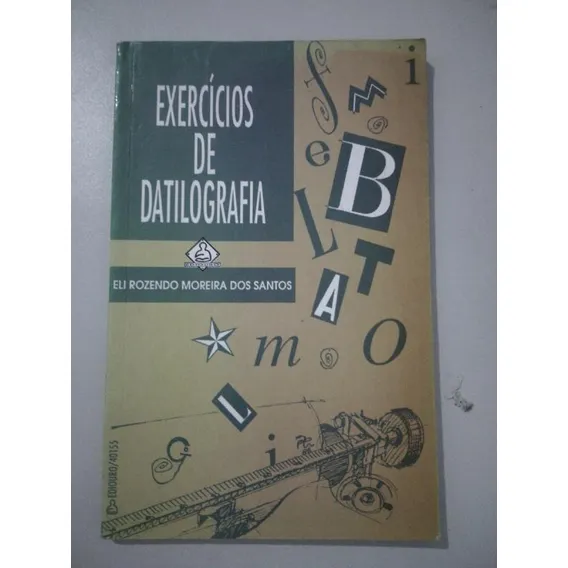 EXERCÍCIOS
DE
DATILOGRAFIA
ELI ROZENDO MOREIRA DOS SANTOS
i
f
M
e
B
L
T
A
m
O
L
G
i
EDIOURO/40155